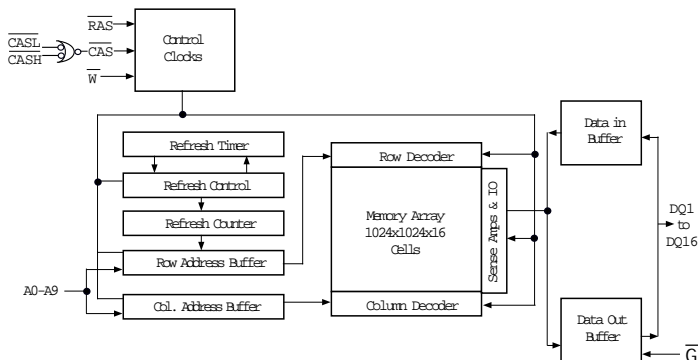 RAS
CASL
CASH
CAS
W
Control
Clocks
Refresh Timer
Refresh Control
Refresh Counter
Row Address Buffer
Col. Address Buffer
A0-A9
Row Decoder
Memory Array
1024x1024x16
Cells
Column Decoder
Sense Amps & IO
Data in
Buffer
DQ1
to
DQ16
Data Out
Buffer
G